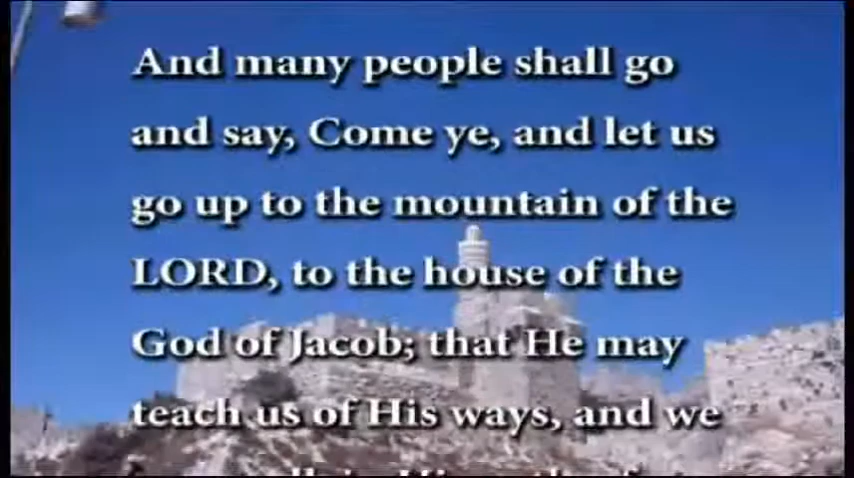 And many people shall go
and say, Come ye, and let us
go up to the mountain of the
LORD, to the house of the
God of Jacob; that He may
teach us of His ways, and we